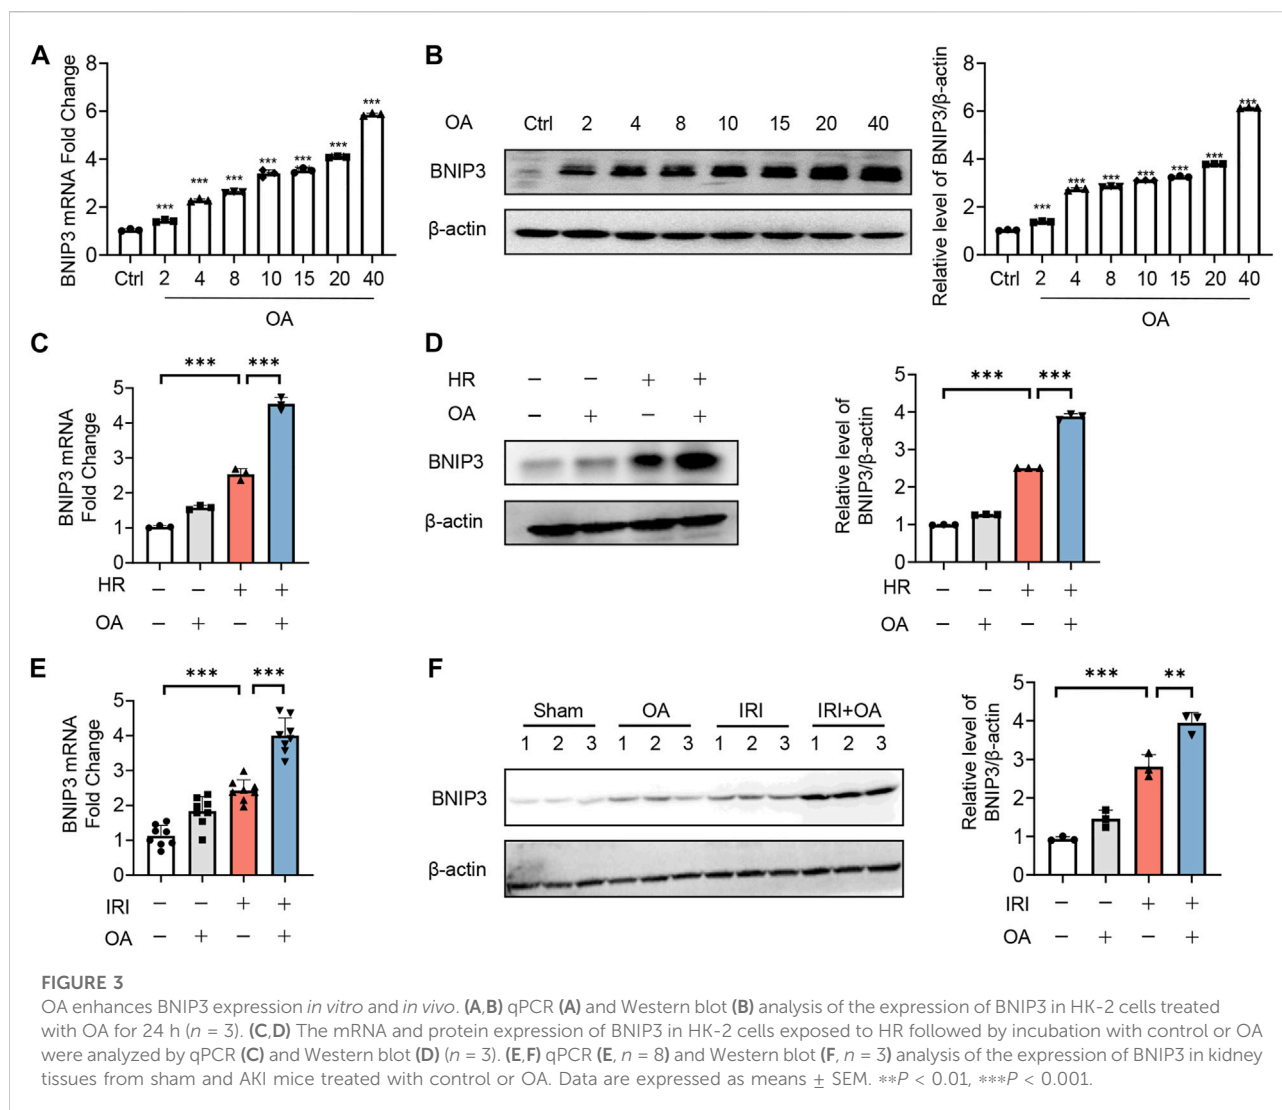 A
BNIP3 mRNA Fold Change
8
6
4
2
0
***
***
***
***
***
***
***
Ctrl 2 4 8 10 15 20 40
OA
B
OA Ctrl 2 4 8 10 15 20 40
BNIP3
β-actin
Relative level of BNIP3/β-actin
8
6
4
2
0
***
***
***
***
***
***
***
Ctrl 2 4 8 10 15 20 40
OA
C
BNIP3 mRNA
Fold Change
*** ***
5
4
3
2
1
0
HR − − + +
OA − + − +
D
HR − − + +
OA − + − +
BNIP3
β-actin
Relative level of
BNIP3/β-actin
*** ***
5
4
3
2
1
0
HR − − + +
OA − + − +
E
BNIP3 mRNA
Fold Change
*** ***
5
4
3
2
1
0
IRI − − + +
OA − + − +
F
Sham OA IRI IRI+OA
1 2 3 1 2 3 1 2 3 1 2 3
BNIP3
β-actin
Relative level of
BNIP3/β-actin
*** **
5
4
3
2
1
0
IRI − − + +
OA − + − +
FIGURE 3
OA enhances BNIP3 expression in vitro and in vivo. (A,B) qPCR (A) and Western blot (B) analysis of the expression of BNIP3 in HK-2 cells treated
with OA for 24 h (n = 3). (C,D) The mRNA and protein expression of BNIP3 in HK-2 cells exposed to HR followed by incubation with control or OA
were analyzed by qPCR (C) and Western blot (D) (n = 3). (E,F) qPCR (E, n = 8) and Western blot (F, n = 3) analysis of the expression of BNIP3 in kidney
tissues from sham and AKI mice treated with control or OA. Data are expressed as means ± SEM. **P < 0.01, ***P < 0.001.